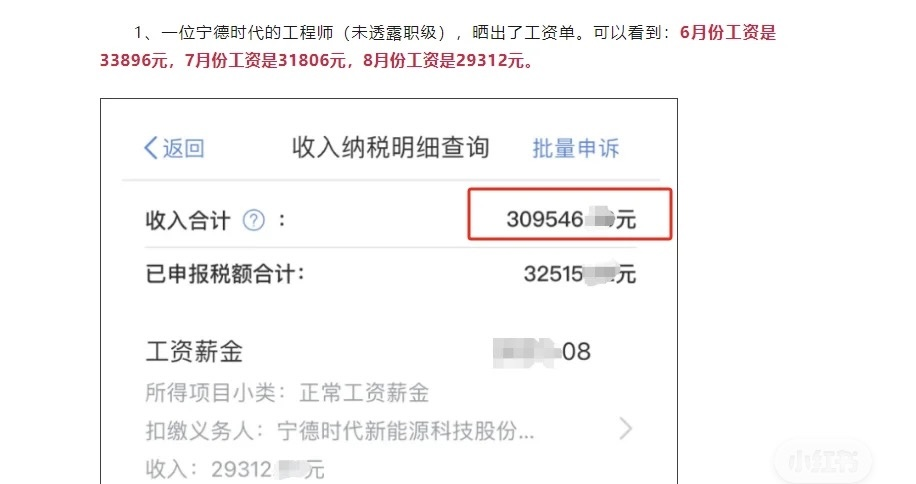 1、一位宁德时代的工程师（未透露职级），晒出了工资单。可以看到：6月份工资是
33896元，7月份工资是31806元，8月份工资是29312元。
返回 收入纳税明细查询 批量申诉
收入合计 ? ： 309546 元
已申报税额合计： 32515 元
工资薪金 08
所得项目小类：正常工资薪金
扣缴义务人：宁德时代新能源科技股份...
收入：29312 元
小红书